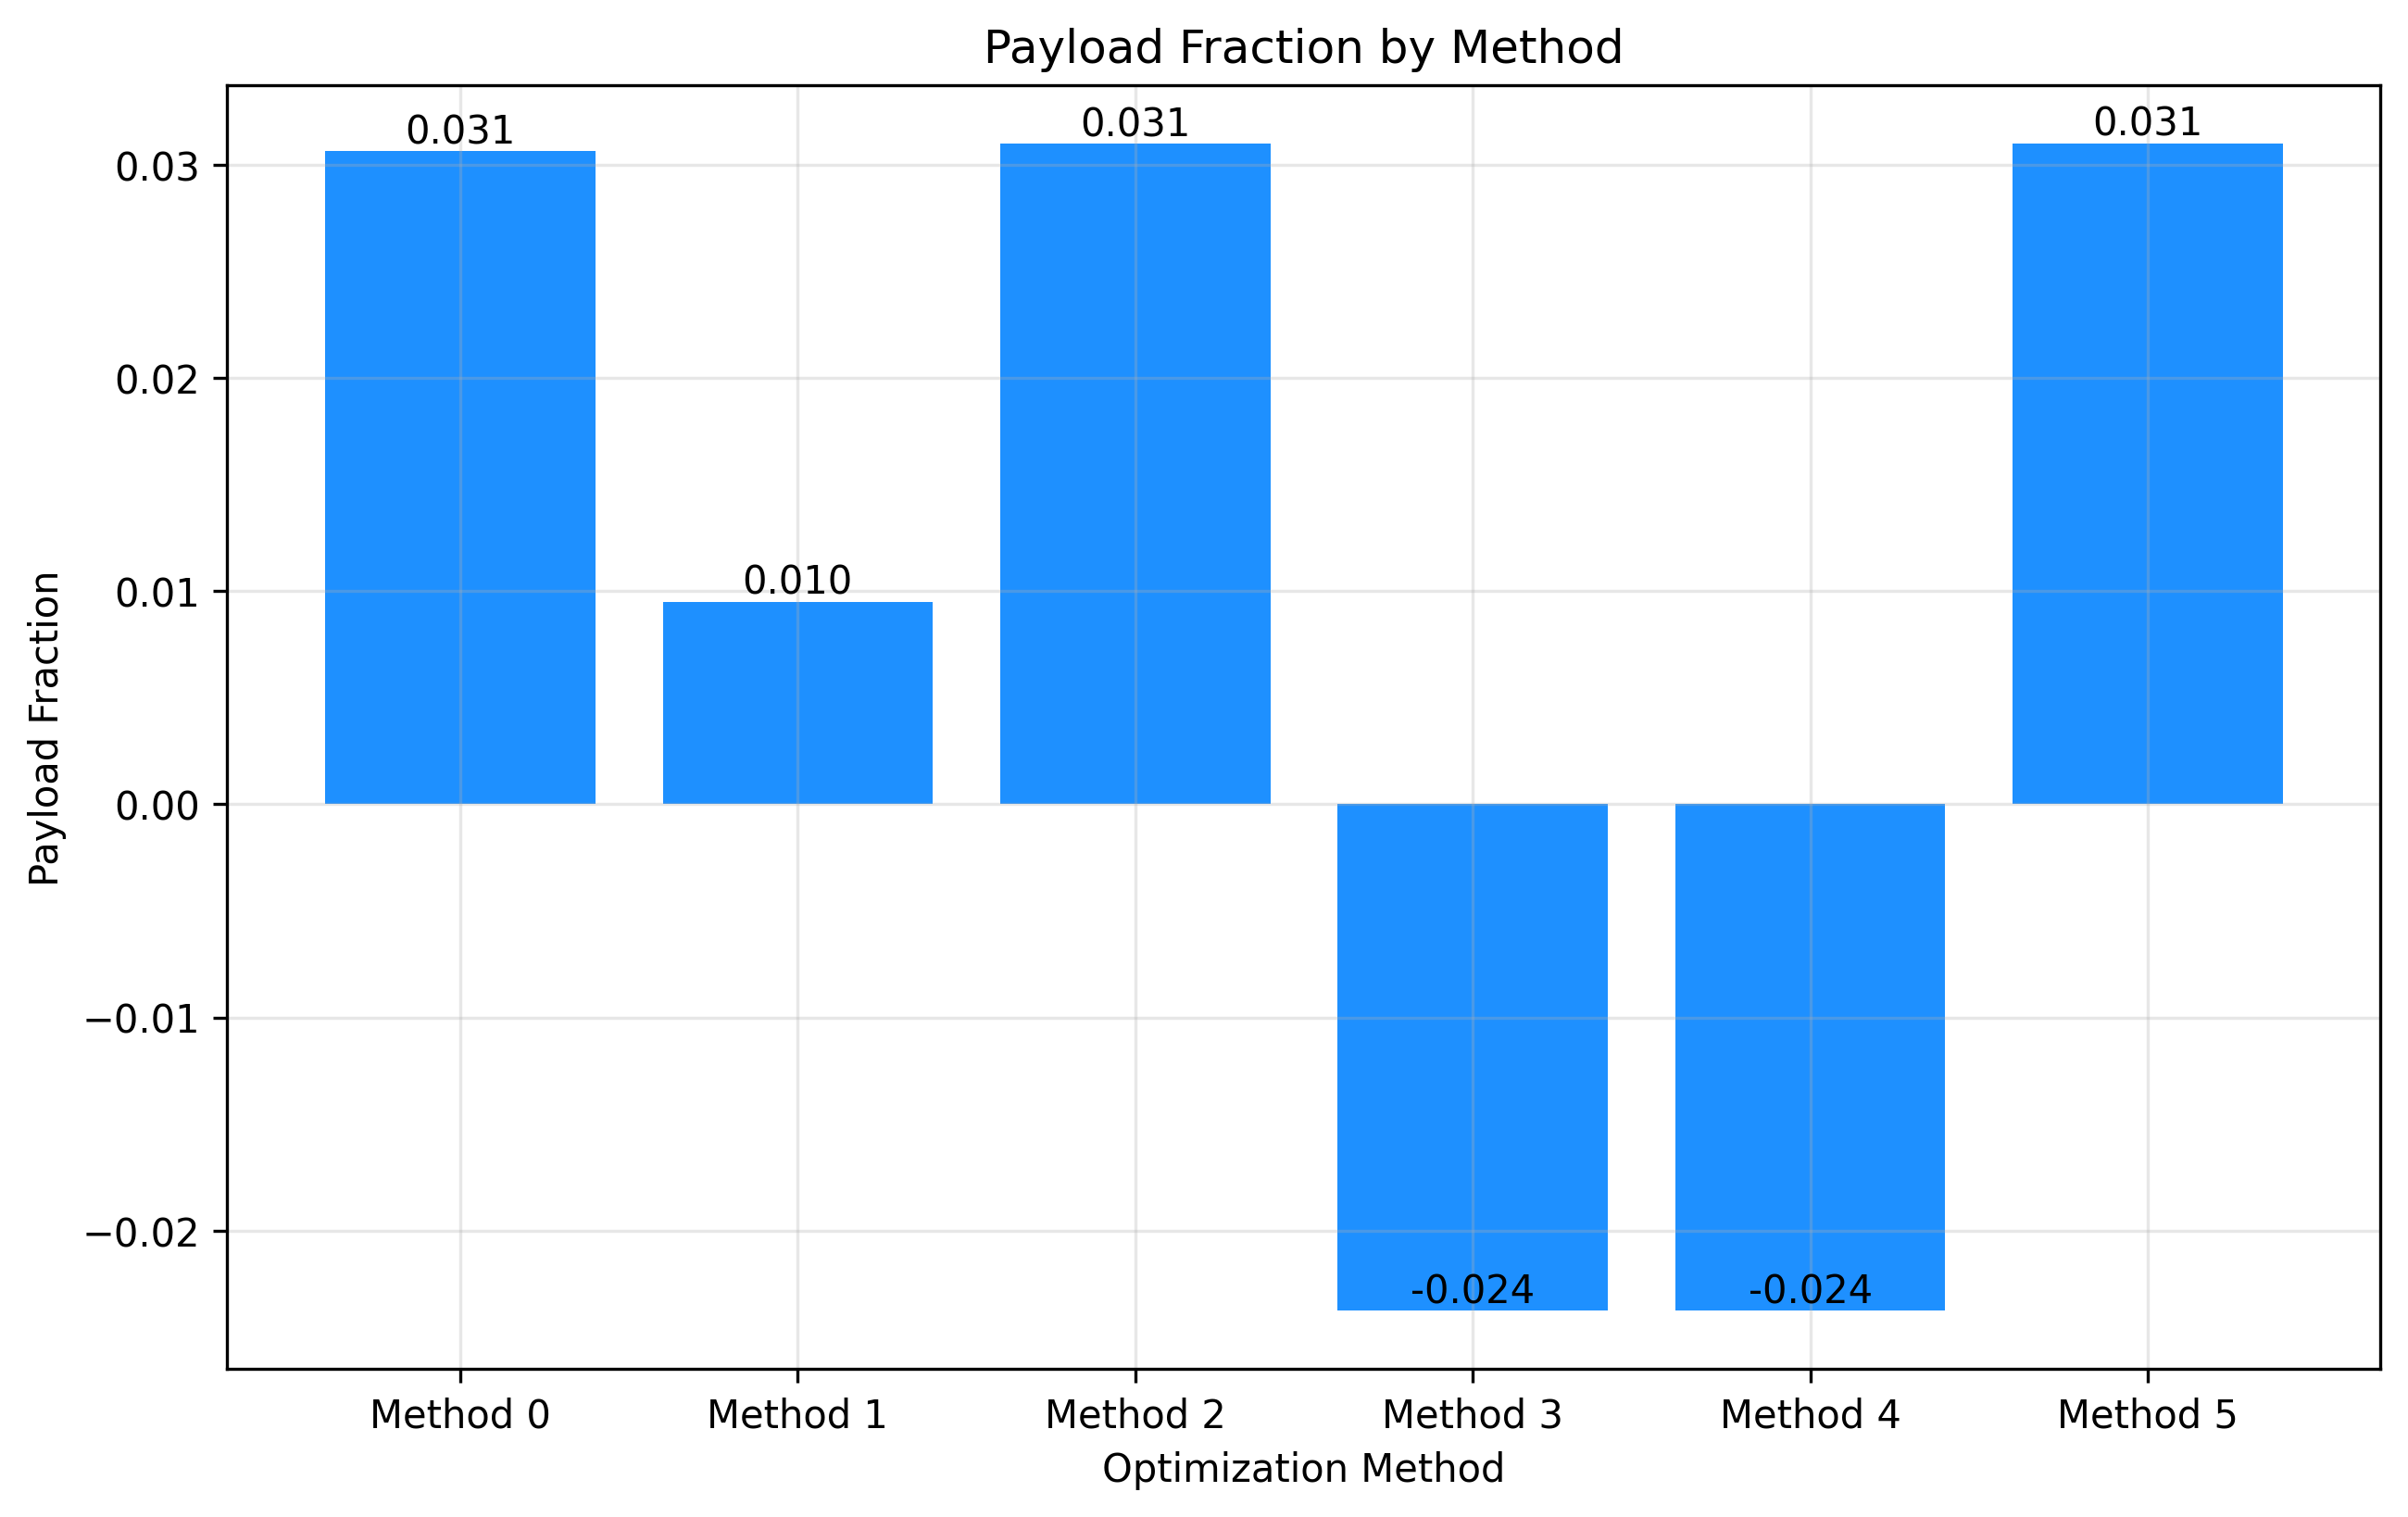 Payload Fraction by Method
0.031
0.010
0.031
-0.024
-0.024
0.031
0.03
0.02
0.01
0.00
−0.01
−0.02
Payload Fraction
Method 0
Method 1
Method 2
Method 3
Method 4
Method 5
Optimization Method